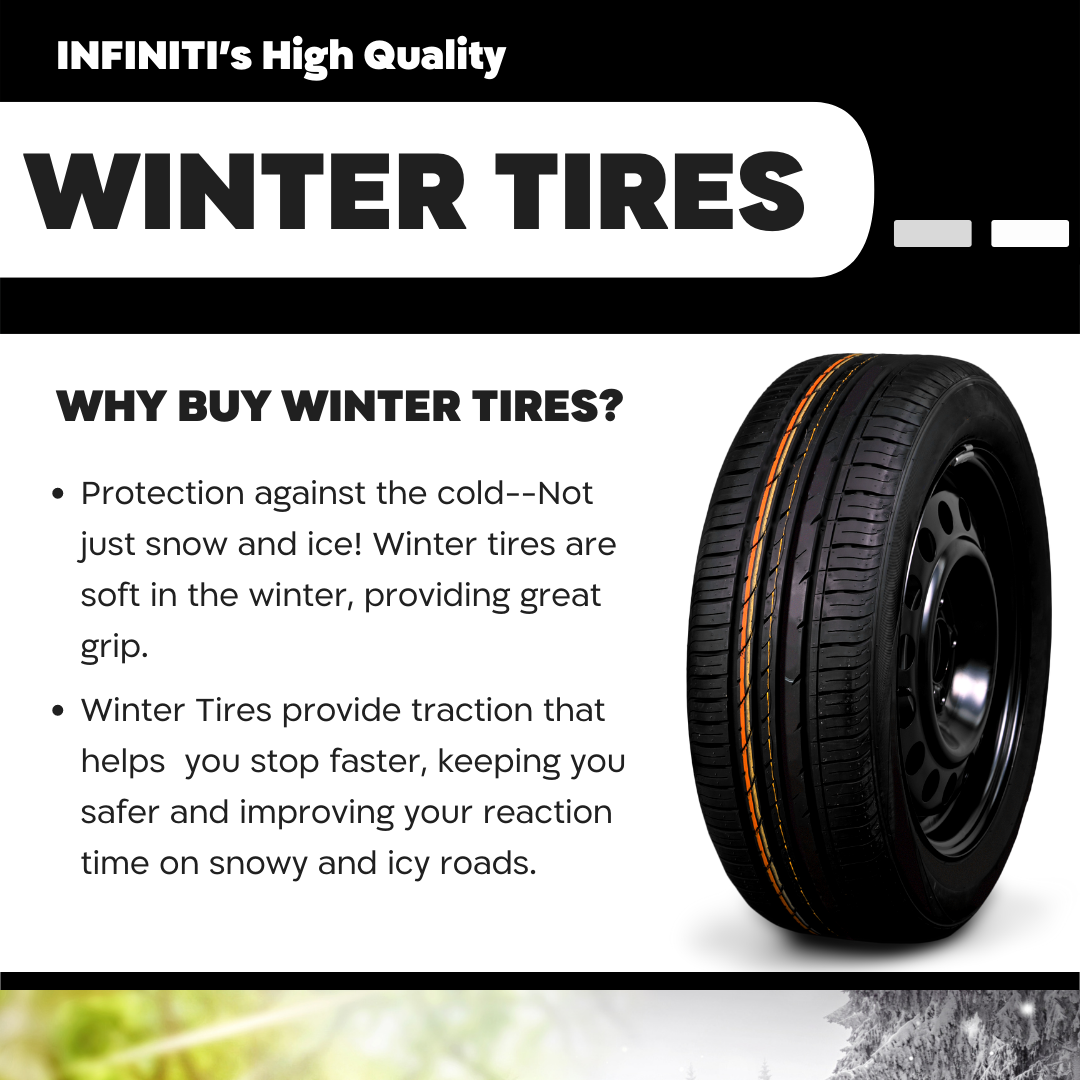 INFINITI’s High Quality
WINTER TIRES
WHY BUY WINTER TIRES?
• Protection against the cold--Not
just snow and ice! Winter tires are
soft in the winter, providing great
grip.
• Winter Tires provide traction that
helps  you stop faster, keeping you
safer and improving your reaction
time on snowy and icy roads.